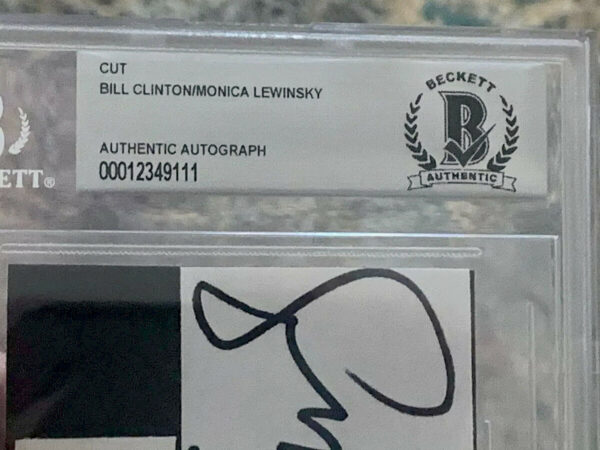 CUT
BILL CLINTON/MONICA LEWINSKY
AUTHENTIC AUTOGRAPH
00012349111
BECKETT
B
AUTHENTIC
B
ETT®